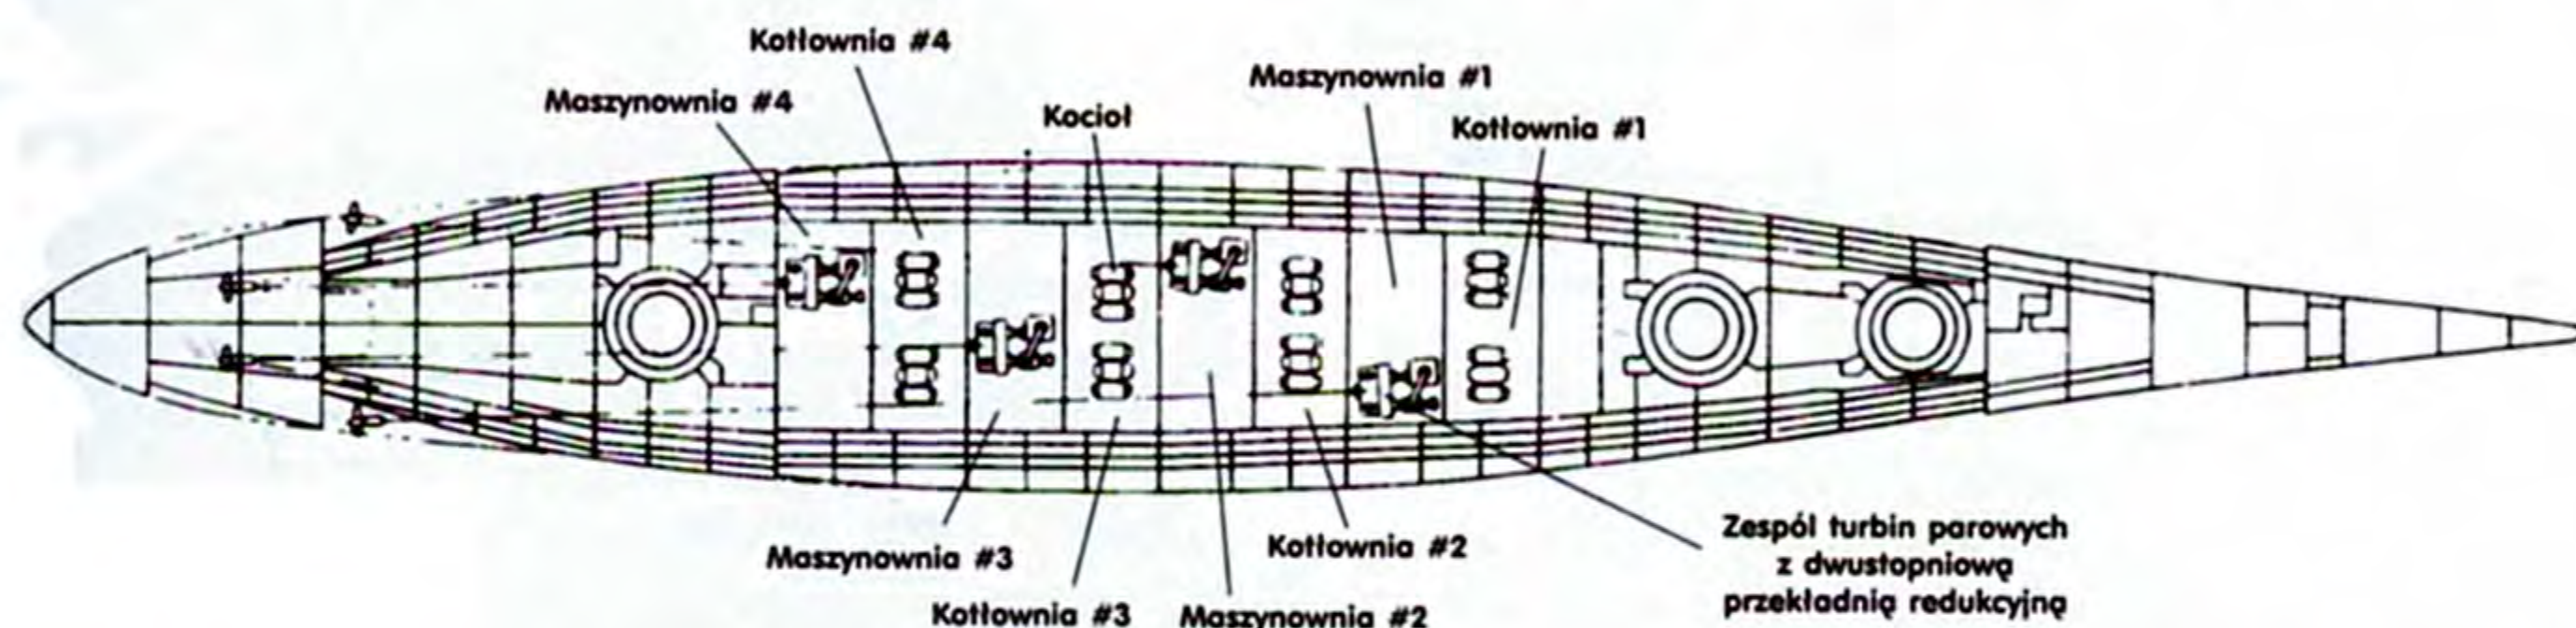 Kotłownia #4
Maszynownia #4
Kocioł
Maszynownia #1
Kotłownia #1
Maszynownia #3
Kotłownia #3
Maszynownia #2
Kotłownia #2
Zespól turbin parowych
z dwustopniową
przekładnią redukcyjną